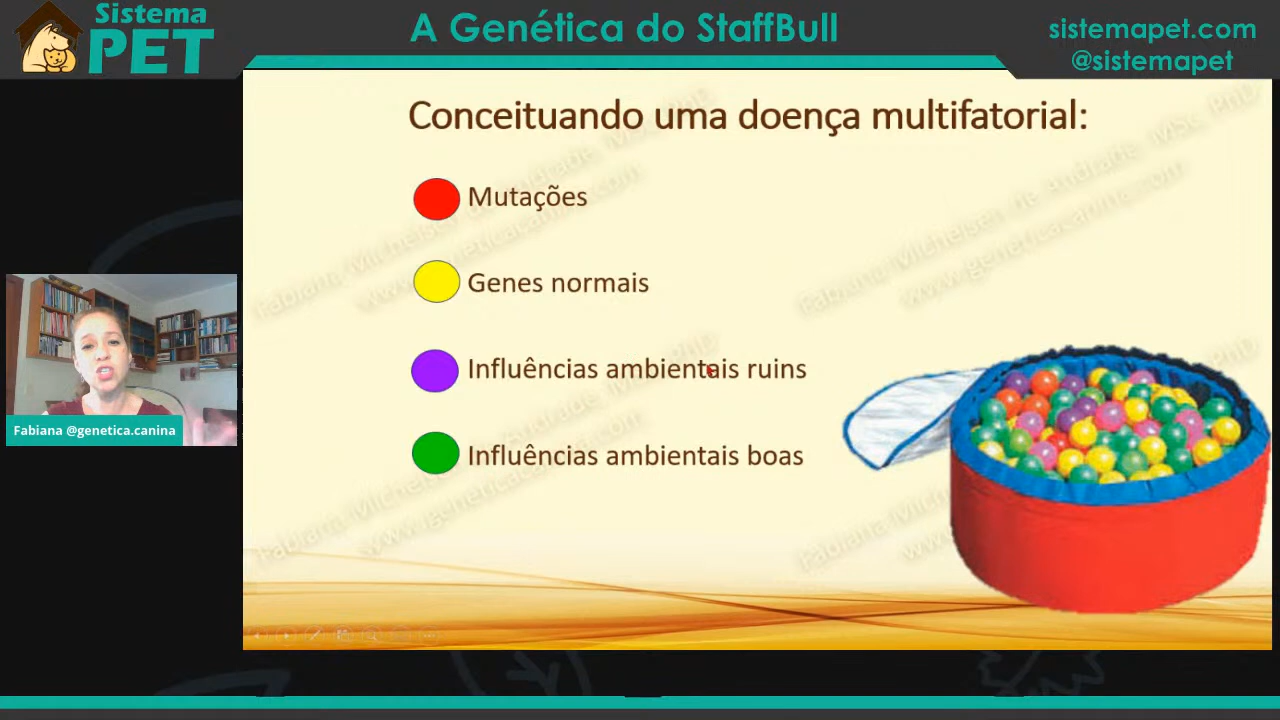 Sistema
PET
A Genética do StaffBull
sistemapet.com
@sistemapet
Conceituando uma doença multifatorial:
Mutações
Genes normais
Influências ambientais ruins
Influências ambientais boas
Fabiana @genetica.canina